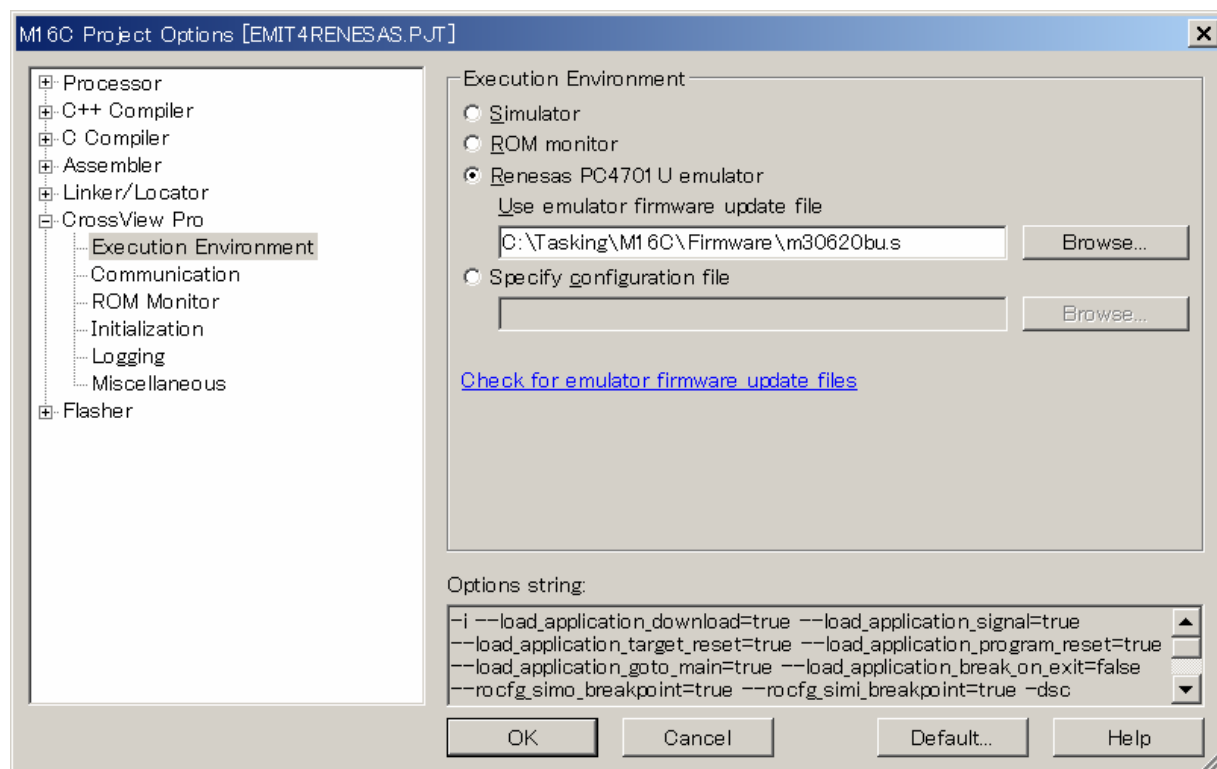 M16C Project Options [EMIT4RENESAS.PJT]
Processor
C++ Compiler
C Compiler
Assembler
Linker/Locator
CrossView Pro
Execution Environment
Communication
ROM Monitor
Initialization
Logging
Miscellaneous
Flasher
Execution Environment
Simulator
ROM monitor
Renesas PC4701U emulator
Use emulator firmware update file
C:\Tasking\M16C\Firmware\m30620bu.s
Browse...
Specify configuration file
Browse...
Check for emulator firmware update files
Options string:
-i --load_application_download=true --load_application_signal=true
--load_application_target_reset=true --load_application_program_reset=true
--load_application_goto_main=true --load_application_break_on_exit=false
--rocfg_simo_breakpoint=true --rocfg_simi_breakpoint=true -dsc
OK
Cancel
Default...
Help